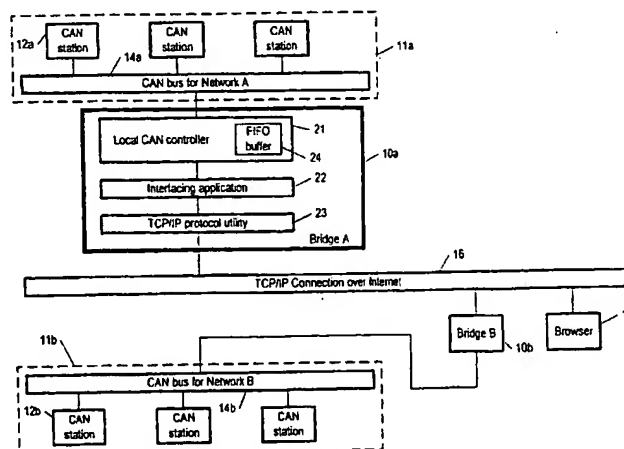 12a
CAN station
CAN station
CAN station
14a
11a
CAN bus for Network A
Local CAN controller
FIFO buffer
24
21
10a
Interfacing application
22
TCP/IP protocol utility
23
Bridge A
16
TCP/IP Connection over Internet
Bridge B
10b
Browser
11b
CAN bus for Network B
12b
CAN station
CAN station
14b
CAN station